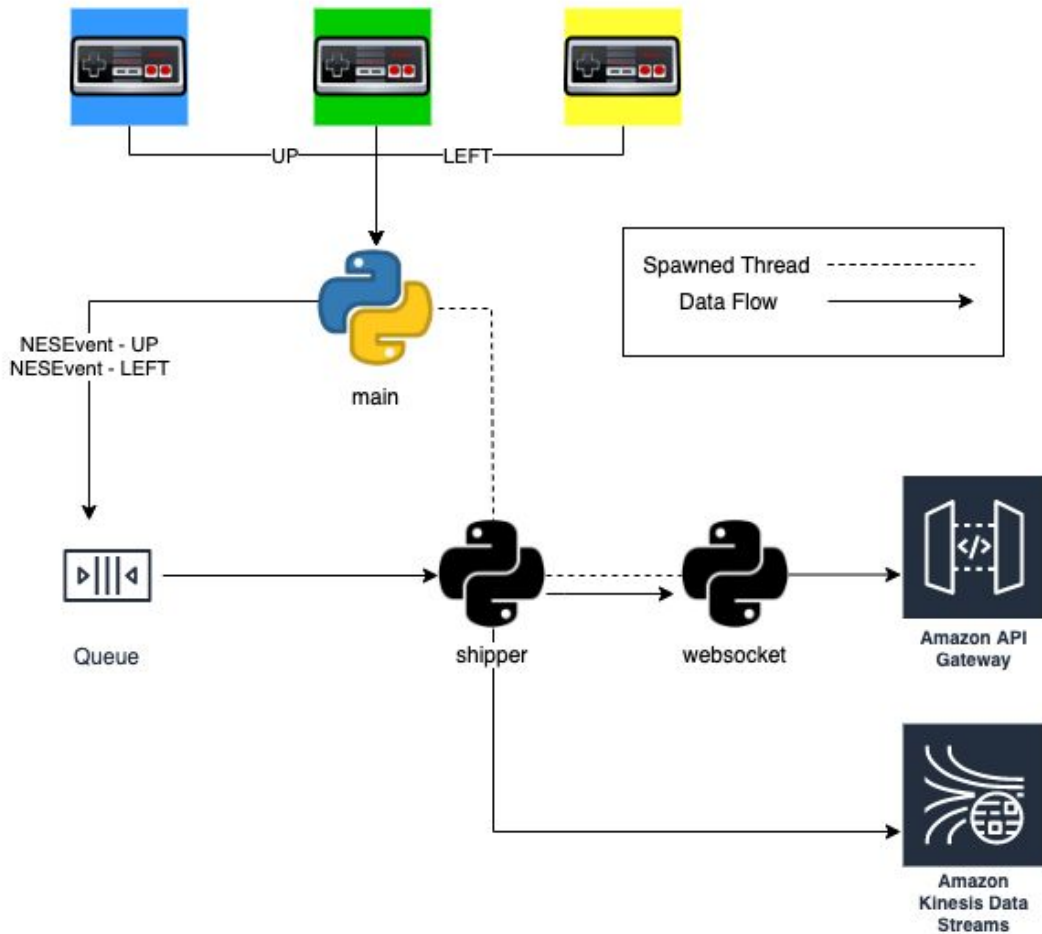 UP
LEFT
Spawned Thread
Data Flow
NESEvent - UP
NESEvent - LEFT
main
Queue
shipper
websocket
Amazon API
Gateway
Amazon
Kinesis Data
Streams